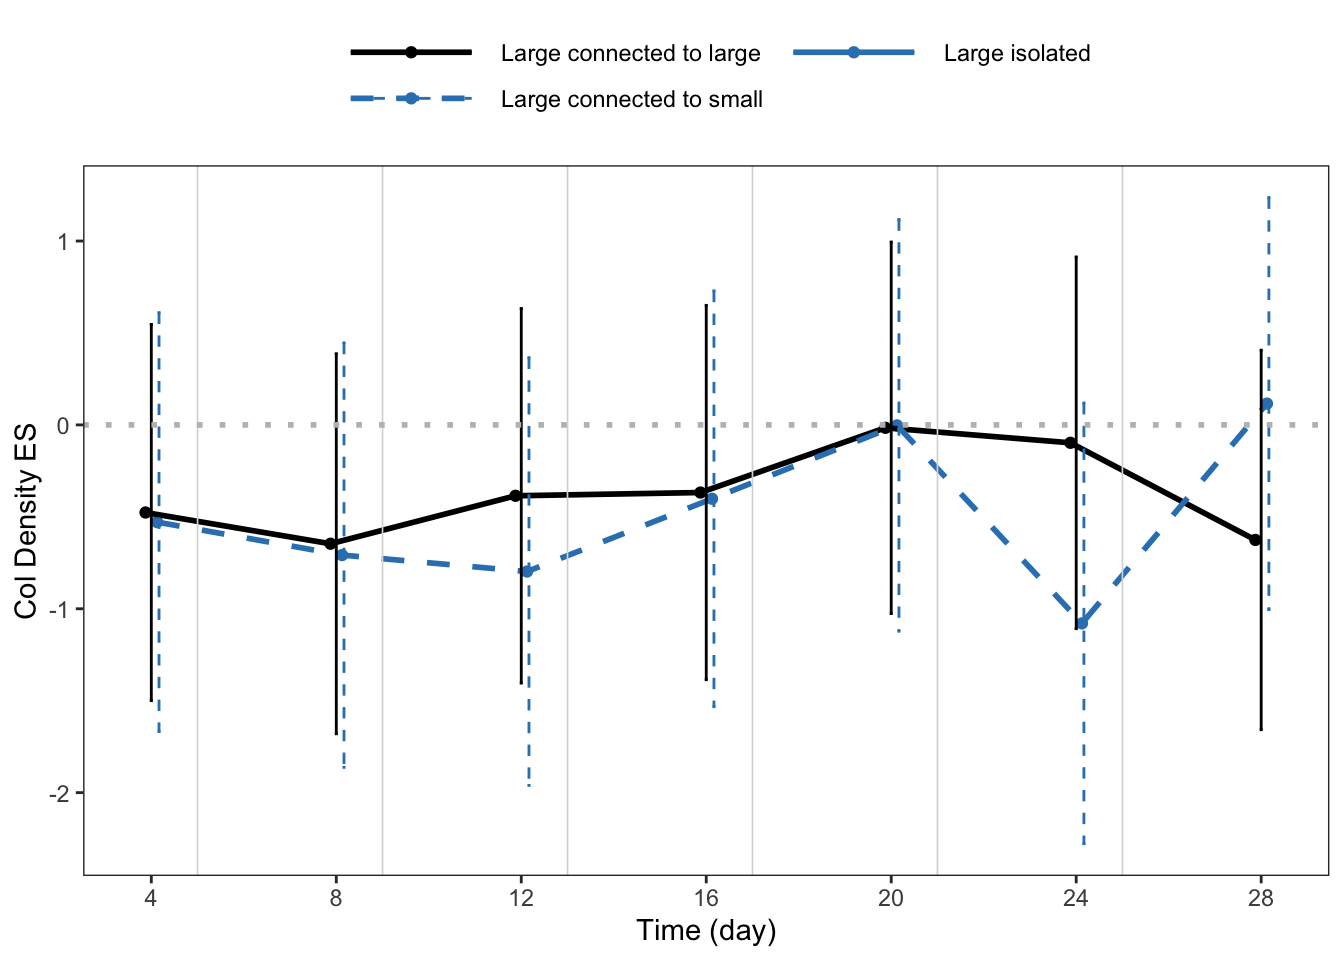 Large connected to large
Large isolated
Large connected to small
Col Density ES
1
0
-1
-2
4 8 12 16 20 24 28
Time (day)